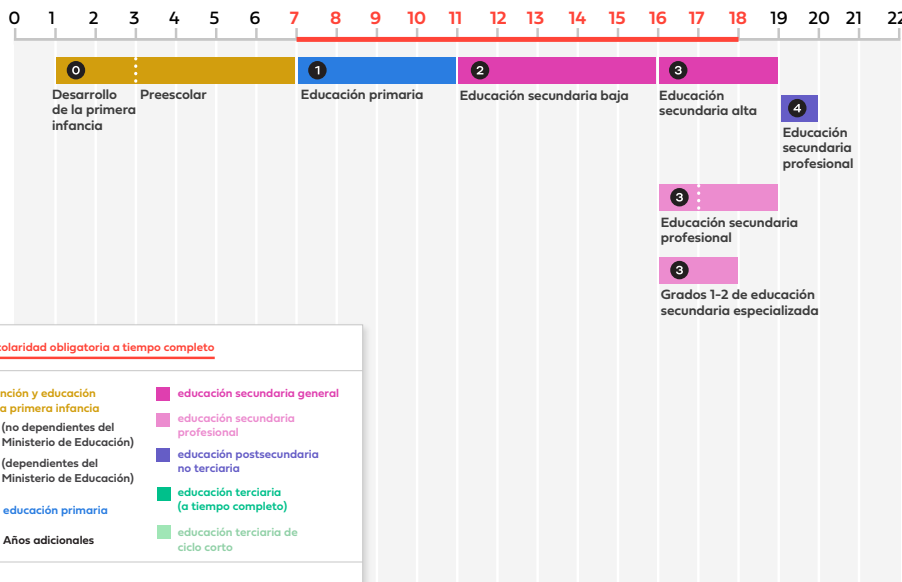 0 1 2 3 4 5 6 7 8 9 10 11 12 13 14 15 16 17 18 19 20 21 22
0 1 2 3
Desarrollo
de la primera
infancia
Preescolar
Educación primaria
Educación secundaria baja
Educación
secundaria alta
4
Educación
secundaria
profesional
3
Educación secundaria
profesional
3
Grados 1-2 de educación
secundaria especializada
colaridad obligatoria a tiempo completo
nción y educación
a primera infancia
(no dependientes del
Ministerio de Educación)
(dependientes del
Ministerio de Educación)
educación primaria
Años adicionales
educación secundaria general
educación secundaria
profesional
educación postsecundaria
no terciaria
educación terciaria
(a tiempo completo)
educación terciaria de
ciclo corto